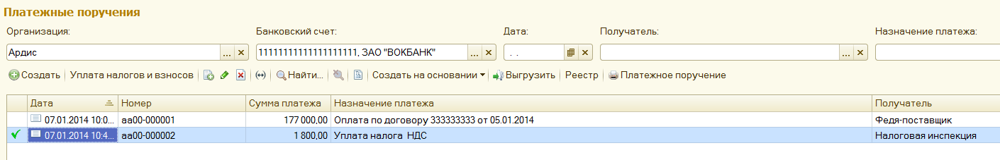 Платежные поручения
Организация: Банковский счет: Дата: Получатель: Назначение платежа:
Ардис ... × 11111111111111111111, ЗАО "ВОКБАНК" ... × . . × ... ×
Создать Уплата налогов и взносов Найти... Создать на основании Выгрузить Реестр Платежное поручение
Дата Номер Сумма платежа Назначение платежа Получатель
07.01.2014 10:0... аа00-000001 177 000,00 Оплата по договору 333333333 от 05.01.2014 Федя-поставщик
07.01.2014 10:4... аа00-000002 1 800,00 Уплата налога НДС Налоговая инспекция